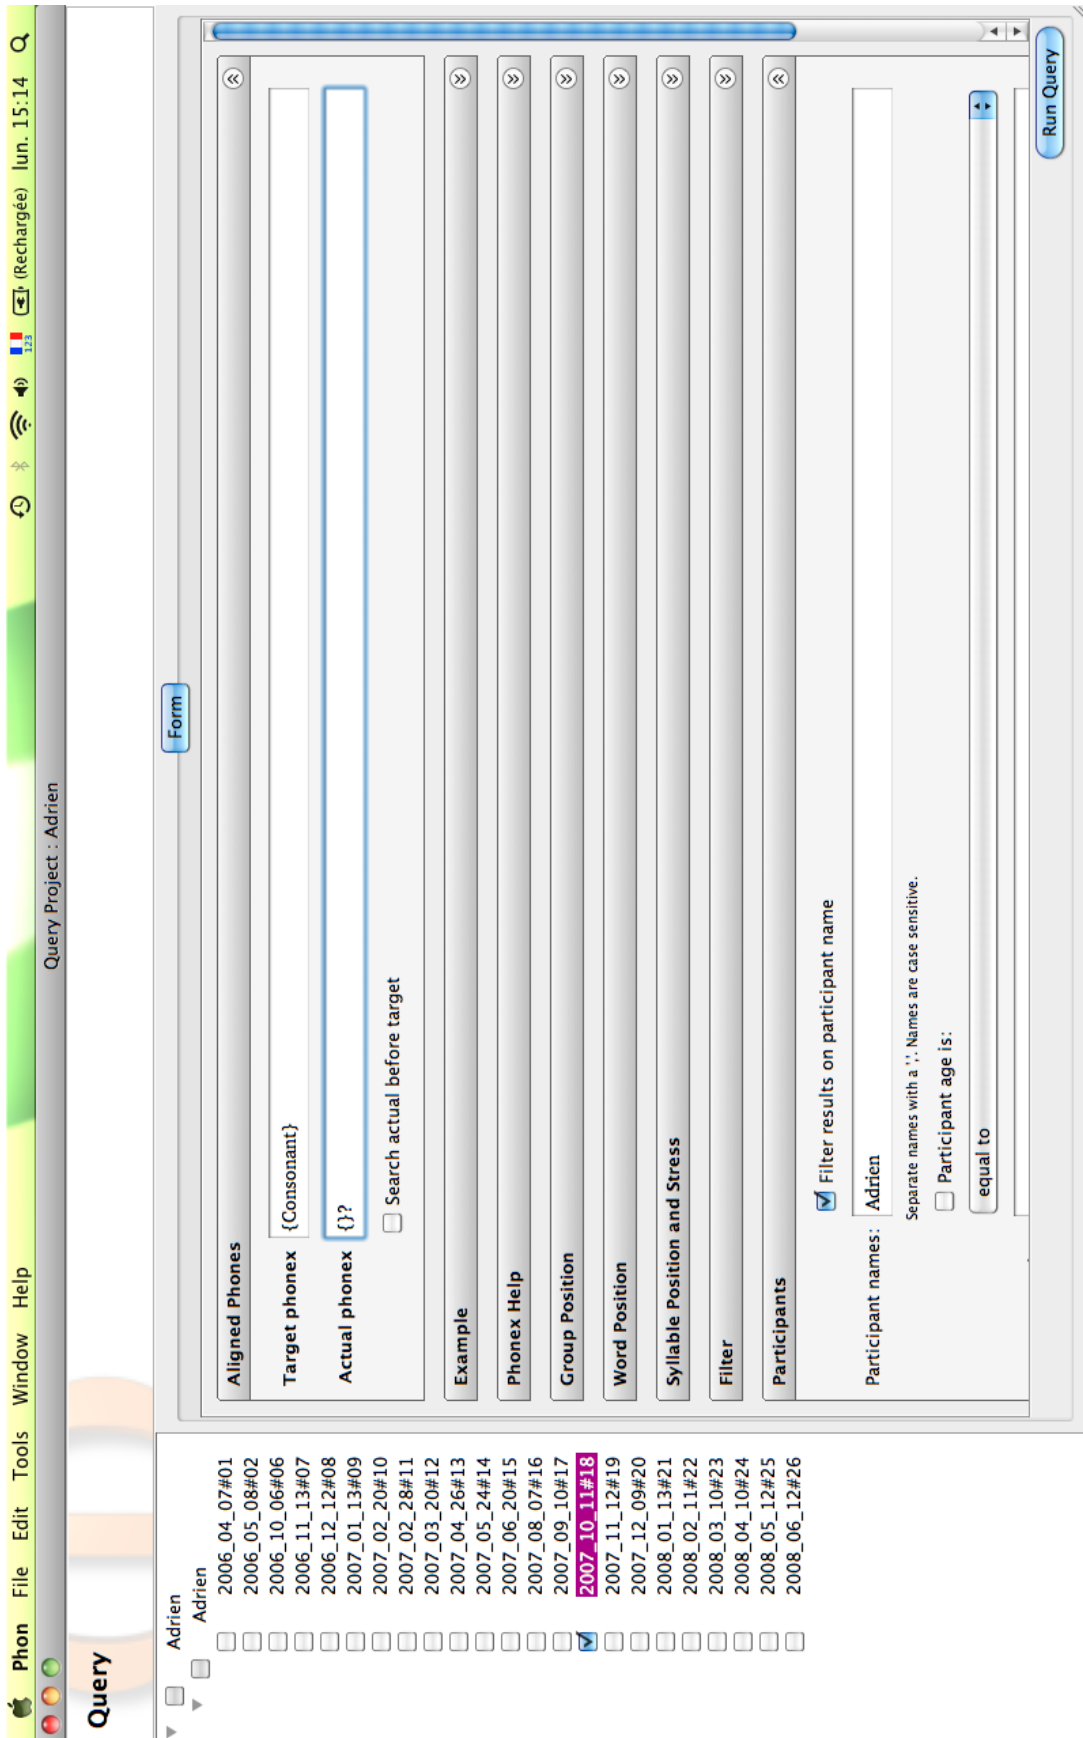 Phon File Edit Tools Window Help 123 (Rechargée) lun. 15:14
Query Project : Adrien
Query
Adrien
Adrien
2006_04_07#01
2006_05_08#02
2006_10_06#06
2006_11_13#07
2006_12_12#08
2007_01_13#09
2007_02_20#10
2007_02_28#11
2007_03_20#12
2007_04_26#13
2007_05_24#14
2007_06_20#15
2007_08_07#16
2007_09_10#17
2007_10_11#18
2007_11_12#19
2007_12_09#20
2008_01_13#21
2008_02_11#22
2008_03_10#23
2008_04_10#24
2008_05_12#25
2008_06_12#26
Form
Aligned Phones
Target phonex {Consonant}
Actual phonex {}?
Search actual before target
Example
Phonex Help
Group Position
Word Position
Syllable Position and Stress
Filter
Participants
Filter results on participant name
Participant names: Adrien
Separate names with a ','. Names are case sensitive.
Participant age is:
equal to
Run Query